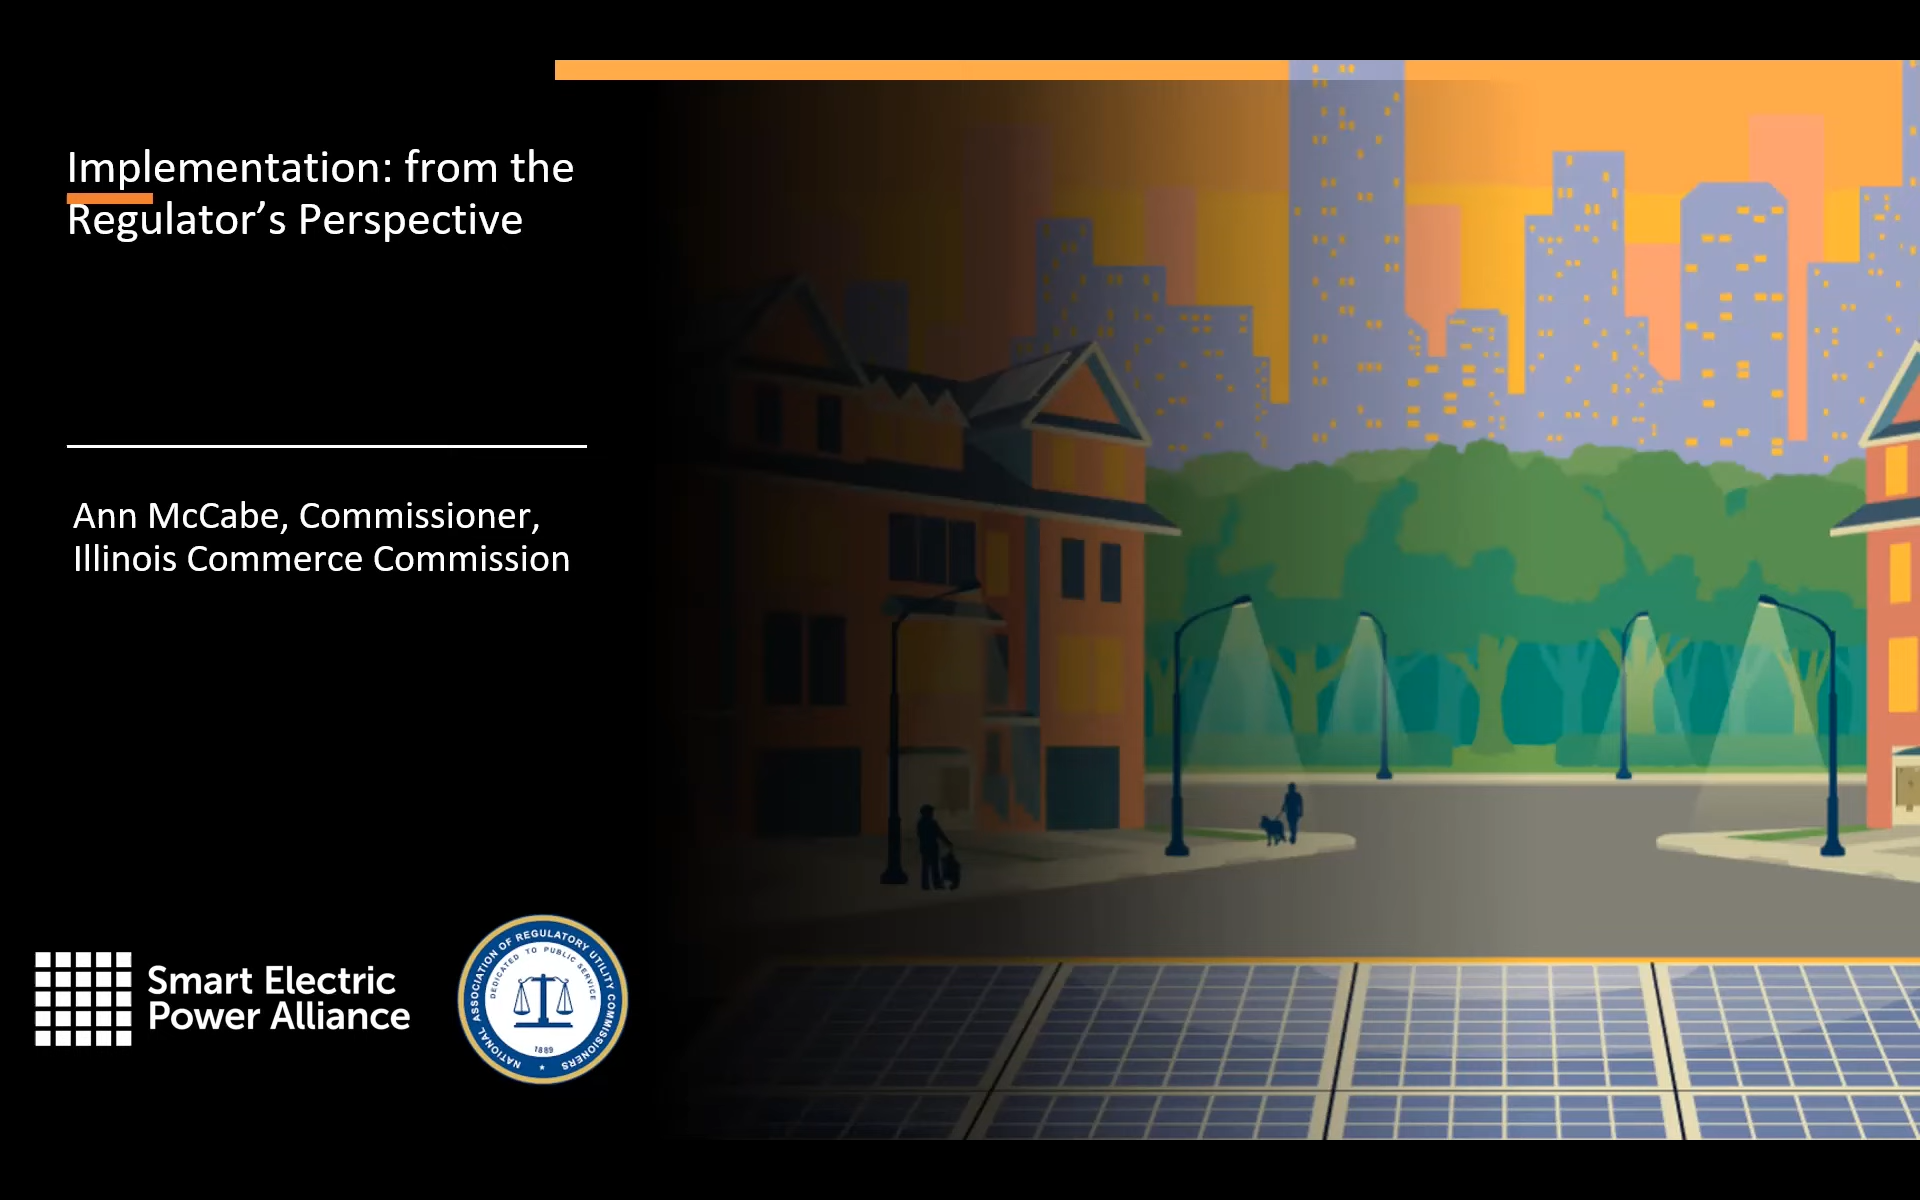 Implementation: from the
Regulator’s Perspective
Ann McCabe, Commissioner,
Illinois Commerce Commission
Smart Electric
Power Alliance
NATIONAL ASSOCIATION OF REGULATORY UTILITY COMMISSIONERS
DEDICATED TO PUBLIC SERVICE
1889